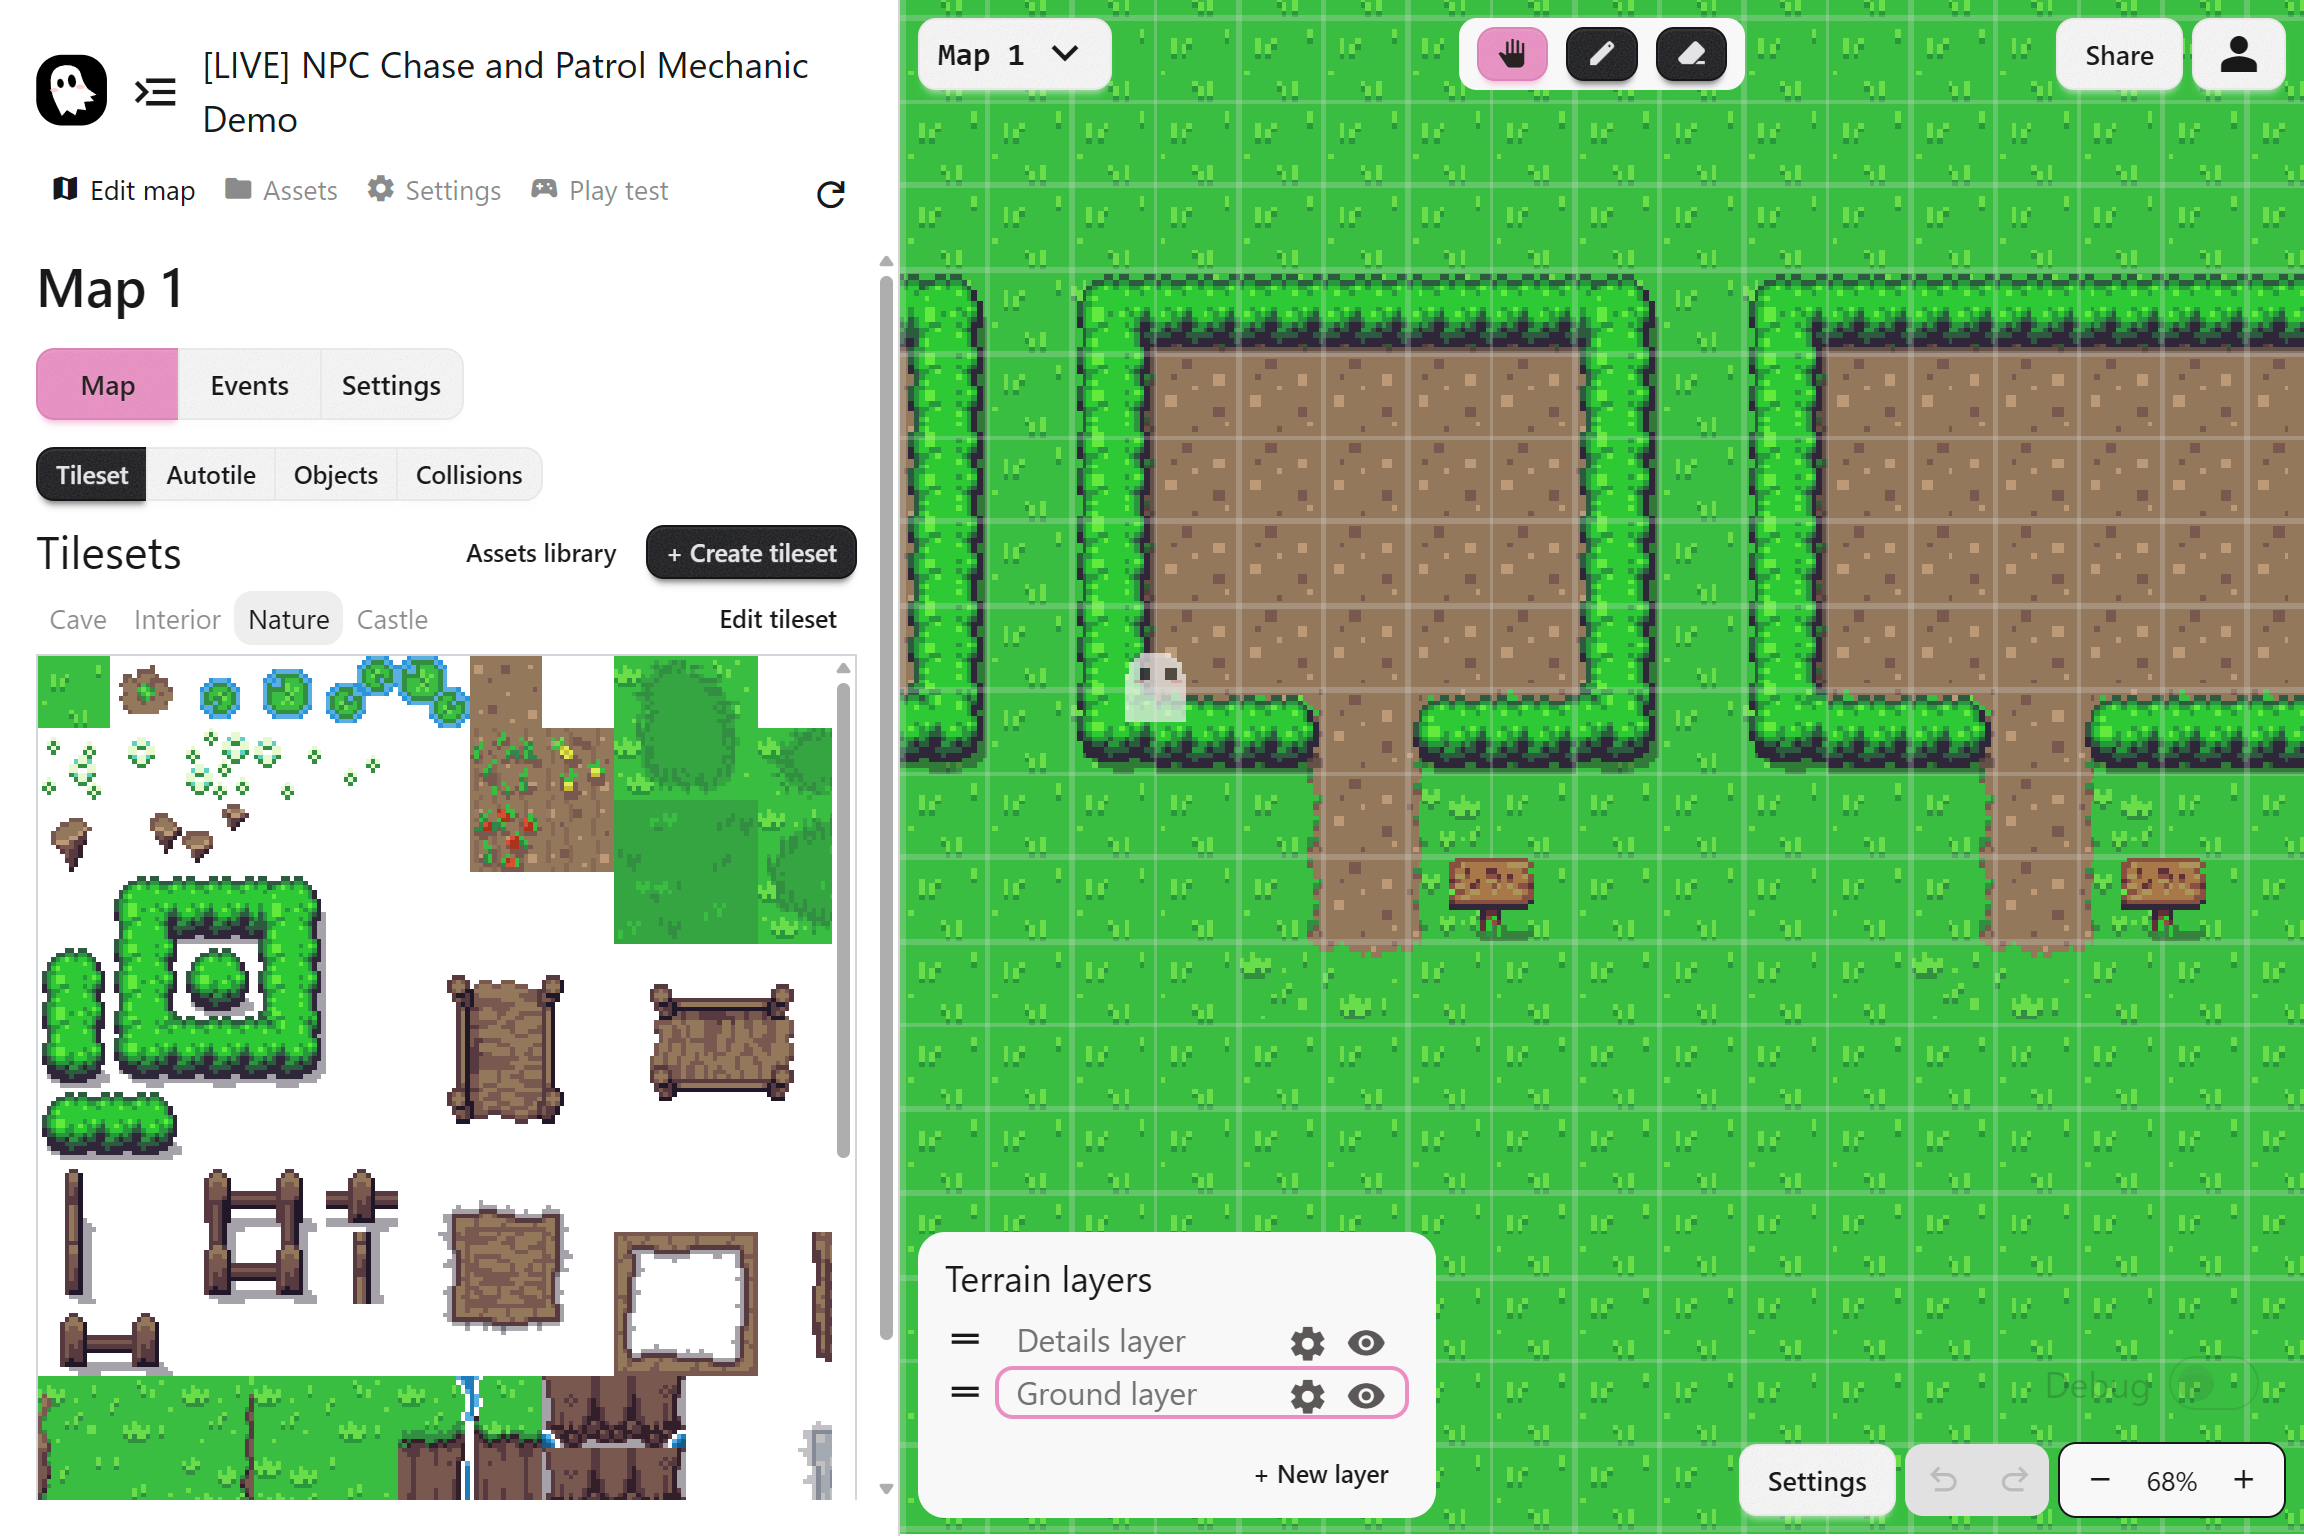 [LIVE] NPC Chase and Patrol Mechanic
Demo
Edit map
Assets
Settings
Play test
Map 1
Map
Events
Settings
Tileset
Autotile
Objects
Collisions
Tilesets
Assets library
+ Create tileset
Cave
Interior
Nature
Castle
Edit tileset
Map 1
Share
Terrain layers
Details layer
Ground layer
+ New layer
Debug
Settings
68%